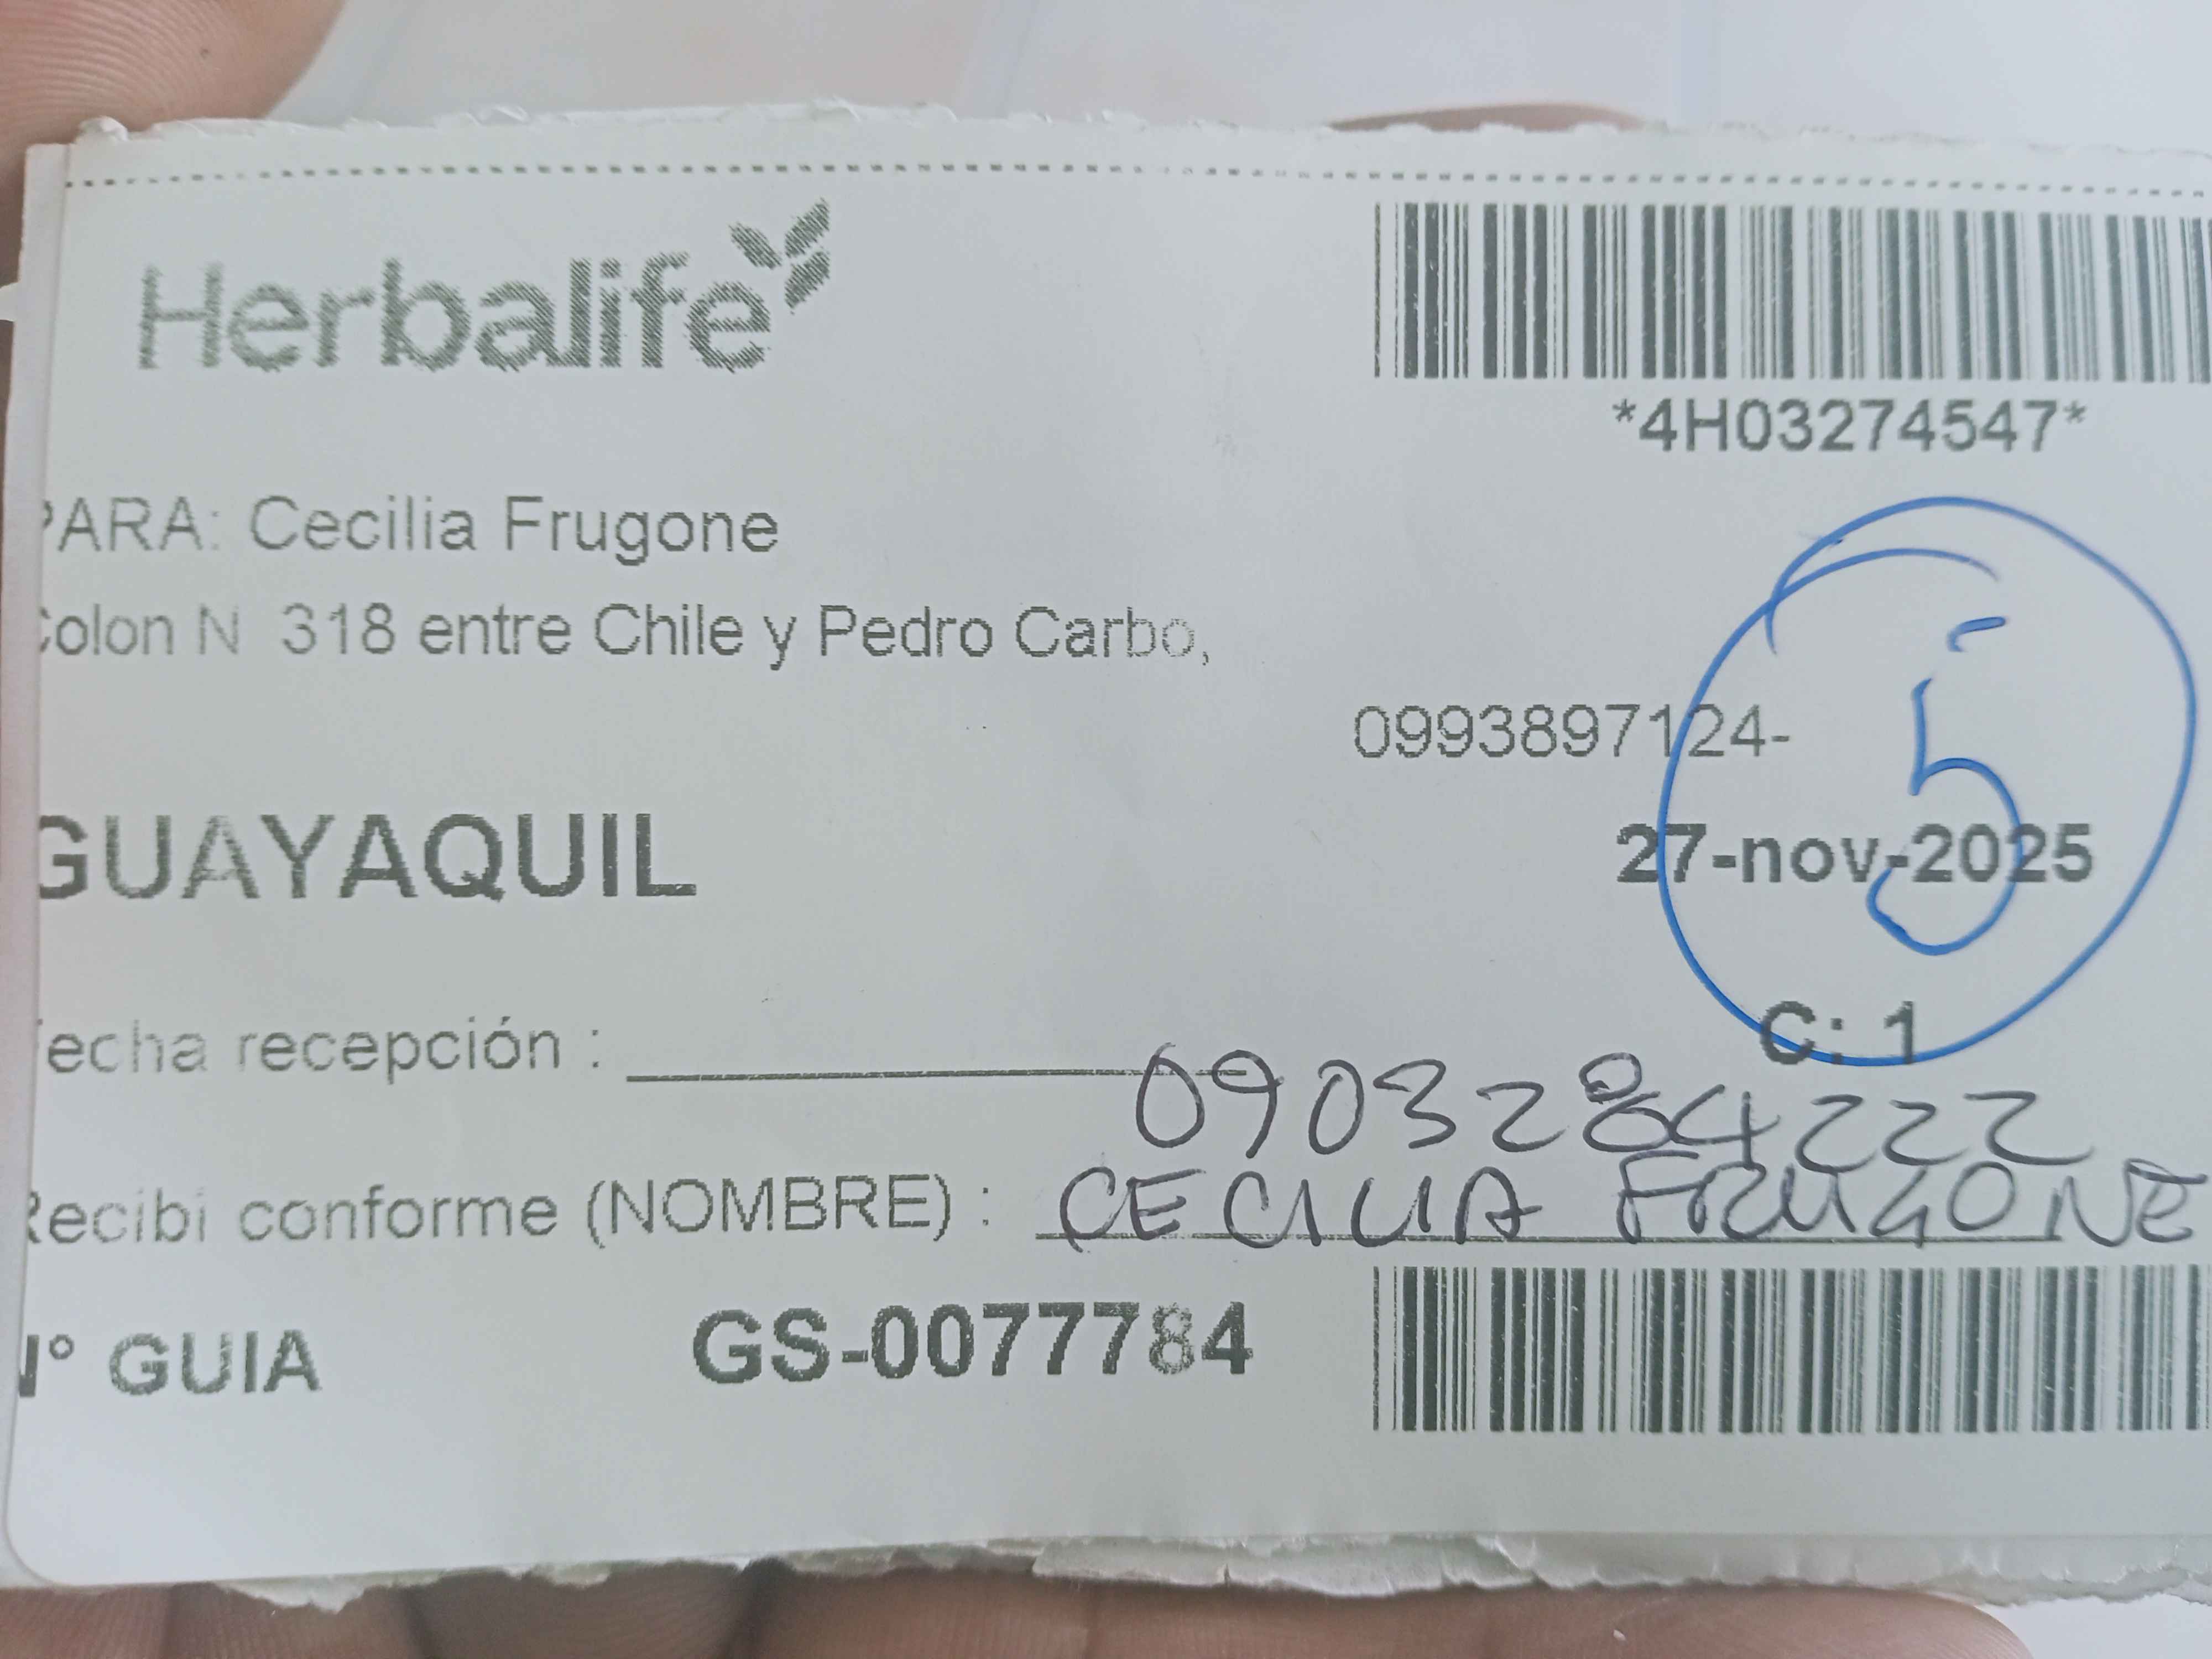 Herbalife
*4H03274547*
PARA: Cecilia Frugone
Colon N 318 entre Chile y Pedro Carbo,
0993897124-
5
GUAYAQUIL
27-nov-2025
C: 1
Fecha recepción :
0903284222
Recibi conforme (NOMBRE) : CECILIA FRUGONE
N° GUIA GS-0077784